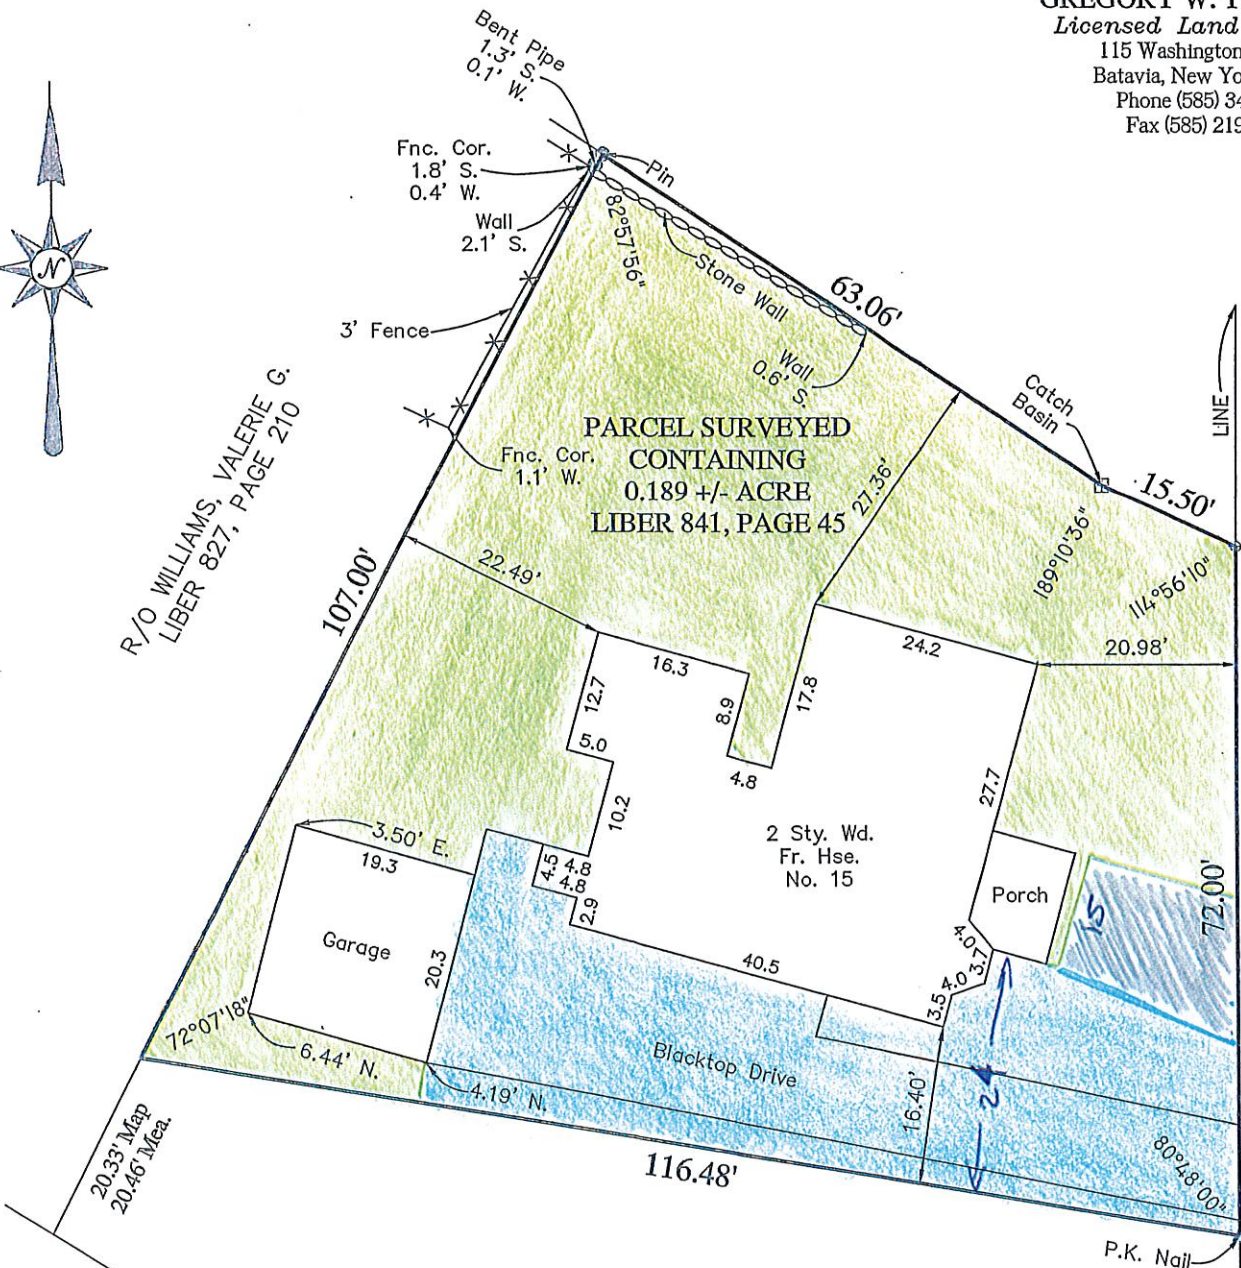 GREGORY W. T
Licensed Land
115 Washington
Batavia, New Yo
Phone (585) 34
Fax (585) 219
Bent Pipe
1.3' S.
0.1' W.
Fnc. Cor.
1.8' S.
0.4' W.
Pin
Wall
2.1' S.
82°57'56"
Stone Wall
63.06'
N
3' Fence
Wall
0.6' S.
Catch
Basin
LINE
R/O WILLIAMS, VALERIE G.
LIBER 827, PAGE 210
Fnc. Cor.
1.1' W.
PARCEL SURVEYED
CONTAINING
0.189 +/- ACRE
LIBER 841, PAGE 45
27.36'
15.50'
189°10'36"
114°56'10"
107.00'
22.49'
16.3
24.2
20.98'
12.7
8.9
17.8
5.0
4.8
10.2
27.7
3.50' E.
19.3
4.5
4.8
4.8
2.9
2 Sty. Wd.
Fr. Hse.
No. 15
Porch
15
72.00'
Garage
20.3
40.5
4.0
3.7
4.0
3.5
72°07'18"
6.44' N.
4.19' N.
Blacktop Drive
16.40'
24
80°48'00"
20.33' Map
20.46' Mea.
116.48'
P.K. Nail